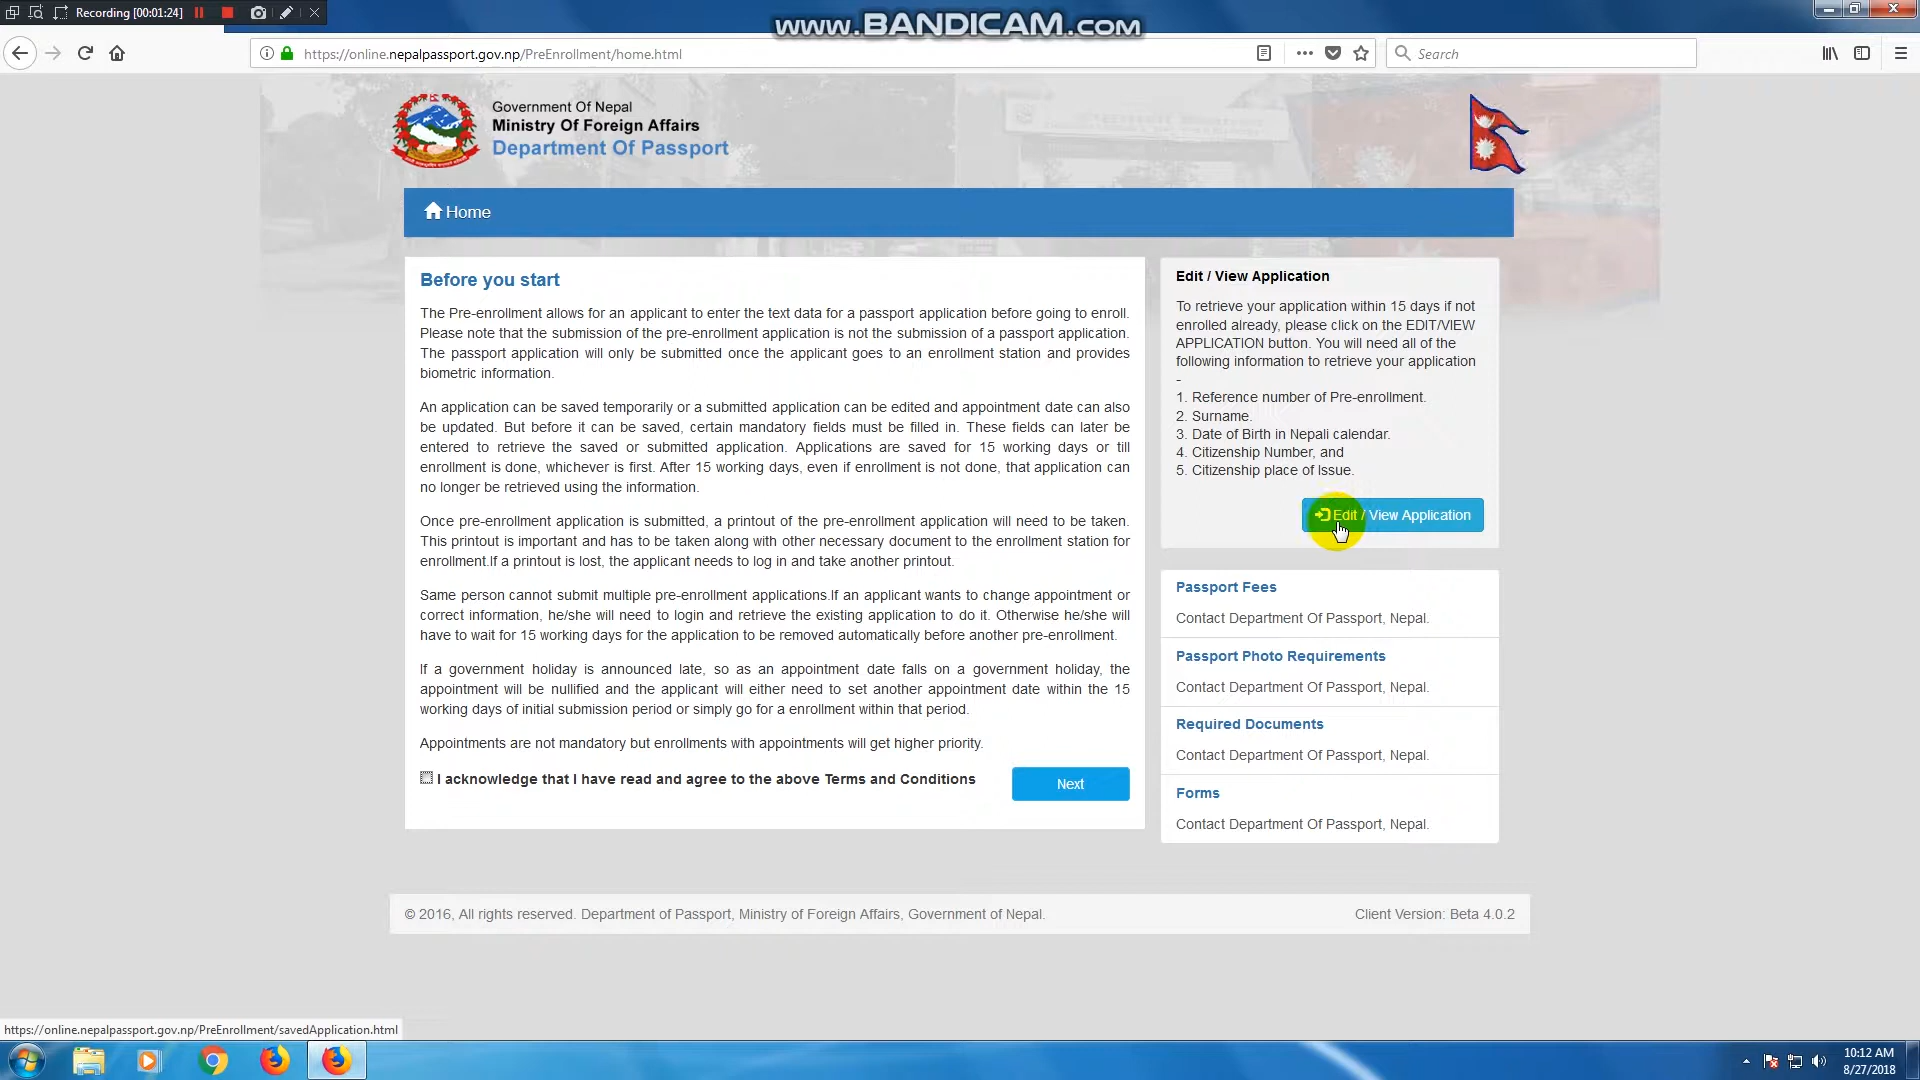 Recording [00:01:24]
www.BANDICAM.com
https://online.nepalpassport.gov.np/PreEnrollment/home.html
Search
Government Of Nepal
Ministry Of Foreign Affairs
Department Of Passport
Home
Before you start
The Pre-enrollment allows for an applicant to enter the text data for a passport application before going to enroll.
Please note that the submission of the pre-enrollment application is not the submission of a passport application.
The passport application will only be submitted once the applicant goes to an enrollment station and provides
biometric information.
An application can be saved temporarily or a submitted application can be edited and appointment date can also
be updated. But before it can be saved, certain mandatory fields must be filled in. These fields can later be
entered to retrieve the saved or submitted application. Applications are saved for 15 working days or till
enrollment is done, whichever is first. After 15 working days, even if enrollment is not done, that application can
no longer be retrieved using the information.
Once pre-enrollment application is submitted, a printout of the pre-enrollment application will need to be taken.
This printout is important and has to be taken along with other necessary document to the enrollment station for
enrollment.If a printout is lost, the applicant needs to log in and take another printout.
Same person cannot submit multiple pre-enrollment applications.If an applicant wants to change appointment or
correct information, he/she will need to login and retrieve the existing application to do it. Otherwise he/she will
have to wait for 15 working days for the application to be removed automatically before another pre-enrollment.
If a government holiday is announced late, so as an appointment date falls on a government holiday, the
appointment will be nullified and the applicant will either need to set another appointment date within the 15
working days of initial submission period or simply go for a enrollment within that period.
Appointments are not mandatory but enrollments with appointments will get higher priority.
I acknowledge that I have read and agree to the above Terms and Conditions
Next
Edit / View Application
To retrieve your application within 15 days if not
enrolled already, please click on the EDIT/VIEW
APPLICATION button. You will need all of the
following information to retrieve your application
-
1. Reference number of Pre-enrollment.
2. Surname.
3. Date of Birth in Nepali calendar.
4. Citizenship Number, and
5. Citizenship place of Issue.
Edit / View Application
Passport Fees
Contact Department Of Passport, Nepal.
Passport Photo Requirements
Contact Department Of Passport, Nepal.
Required Documents
Contact Department Of Passport, Nepal.
Forms
Contact Department Of Passport, Nepal.
© 2016, All rights reserved. Department of Passport, Ministry of Foreign Affairs, Government of Nepal.
Client Version: Beta 4.0.2
https://online.nepalpassport.gov.np/PreEnrollment/savedApplication.html
10:12 AM
8/27/2018